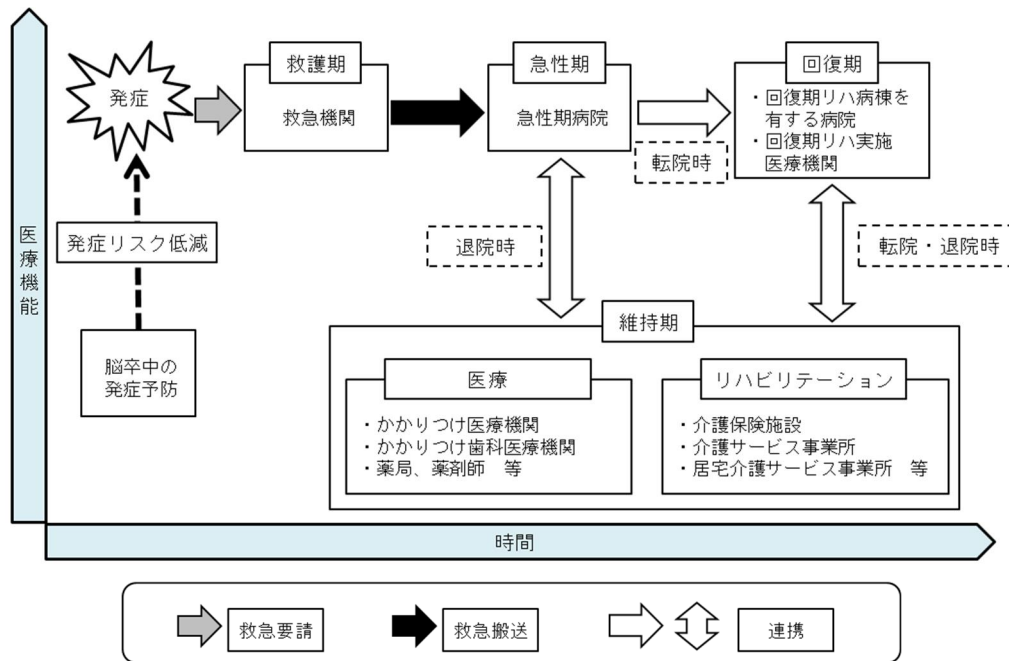 医療機能
発症
救護期
救急機関
急性期
急性期病院
転院時
回復期
・回復期リハ病棟を
有する病院
・回復期リハ実施
医療機関
発症リスク低減
退院時
転院・退院時
脳卒中の
発症予防
維持期
医療
・かかりつけ医療機関
・かかりつけ歯科医療機関
・薬局、薬剤師　等
リハビリテーション
・介護保険施設
・介護サービス事業所
・居宅介護サービス事業所　等
時間
救急要請
救急搬送
連携